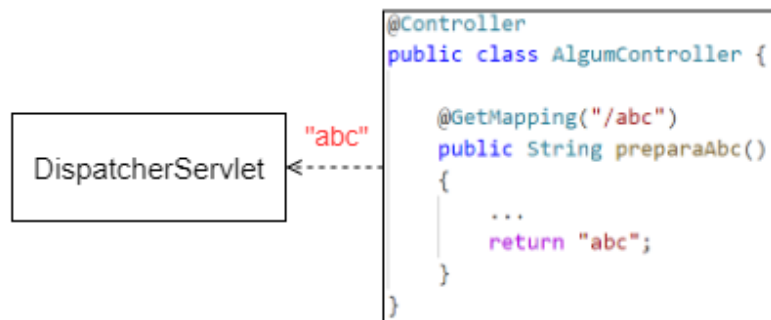 DispatcherServlet
"abc"
@Controller
public class AlgumController {
@GetMapping("/abc")
public String preparaAbc()
{
...
return "abc";
}
}